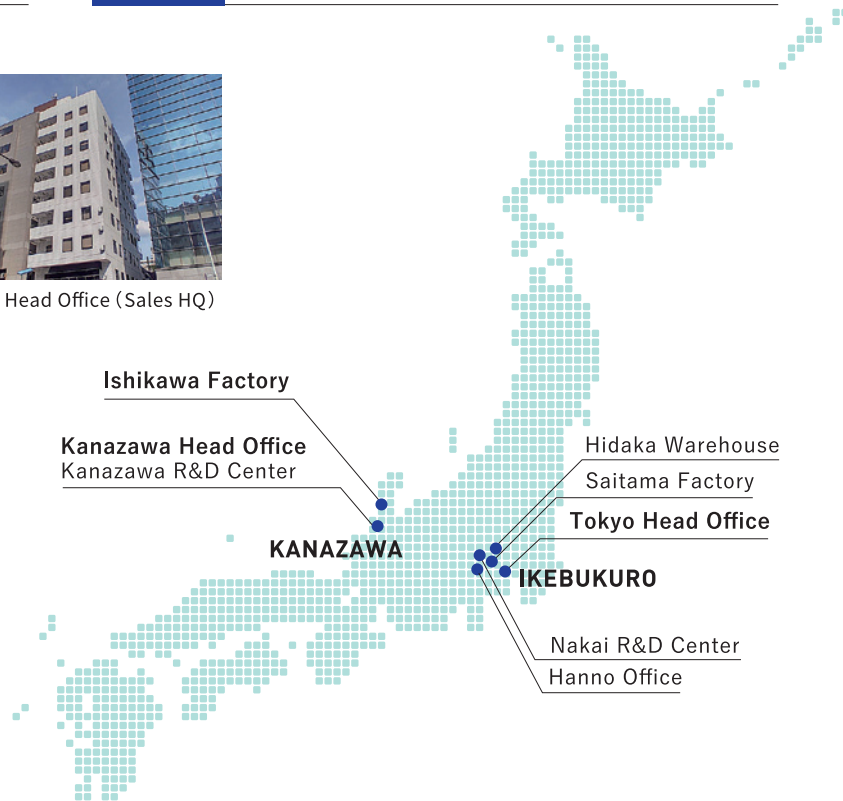 Head Office (Sales HQ)
Ishikawa Factory
Kanazawa Head Office
Kanazawa R&D Center
KANAZAWA
Hidaka Warehouse
Saitama Factory
Tokyo Head Office
IKEBUKURO
Nakai R&D Center
Hanno Office